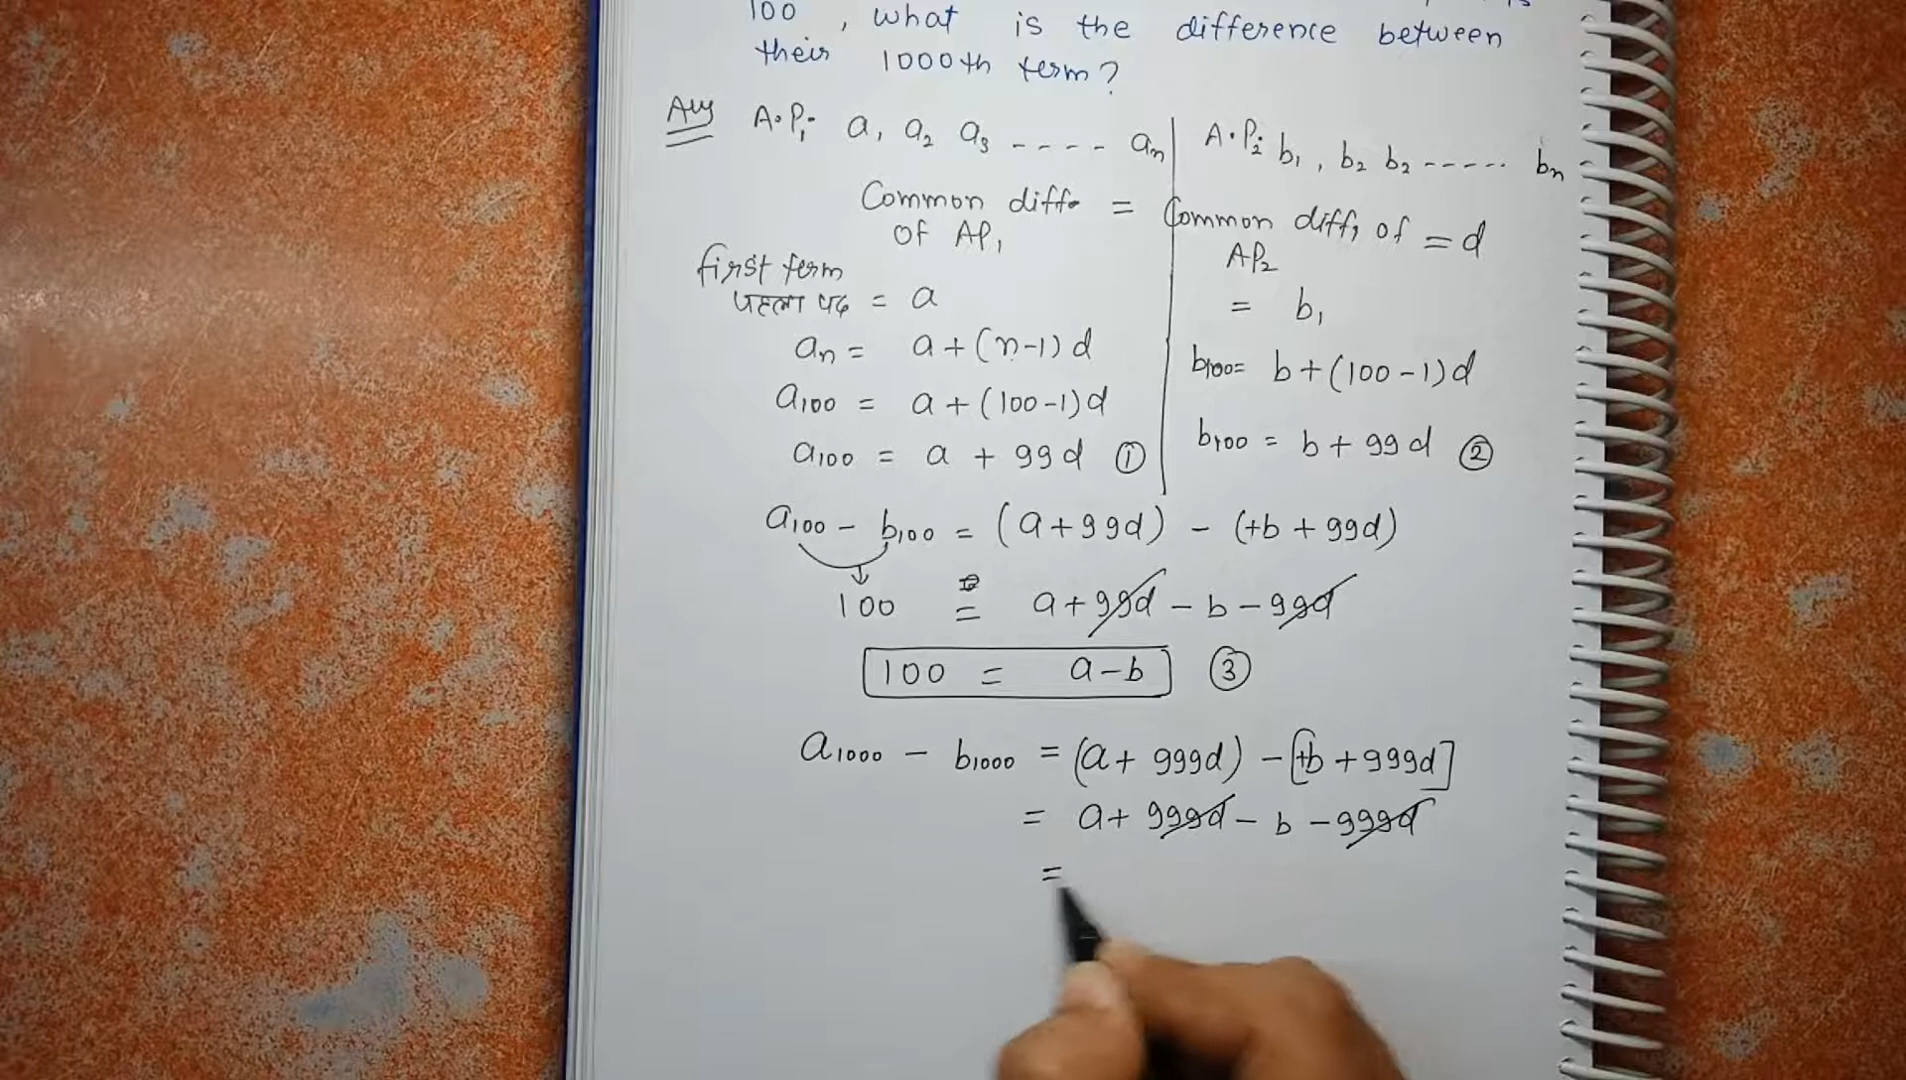 100 , what is the difference between
their 1000th term?
Ans A.P₁- a, a₂ a₃ ---- aₙ
A.P₂: b₁, b₂ b₂ ----- bₙ
Common diff. = Common diff, of = d
of AP₁ AP₂
first term
पहला पद = a = b₁
aₙ = a + (n-1) d
b₁₀₀= b+(100-1)d
a₁₀₀ = a + (100-1)d
a₁₀₀ = a + 99d ①
b₁₀₀ = b + 99d ②
a₁₀₀ - b₁₀₀ = (a+99d) - (+b + 99d)
100 = a+99d - b - 99d
100 = a-b ③
a₁₀₀₀ - b₁₀₀₀ = (a+ 999d) - [+b +999d]
= a+ 999d - b - 999d
=